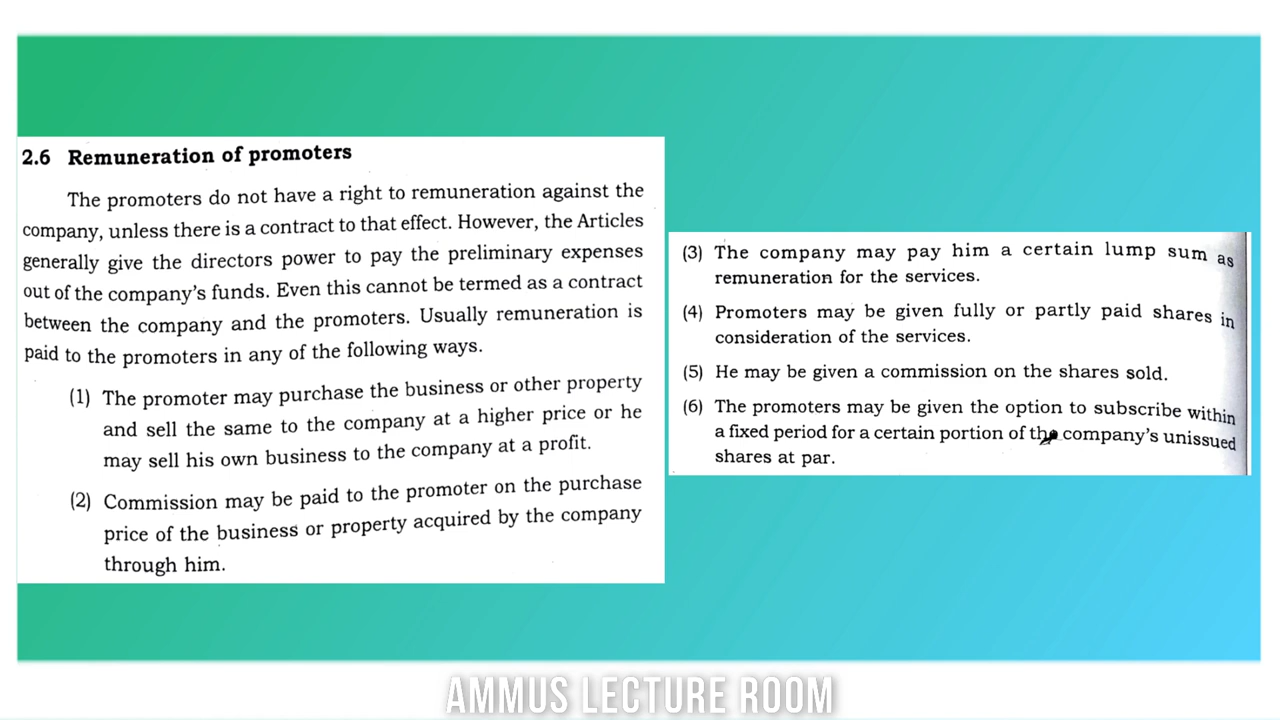 2.6 Remuneration of promoters
The promoters do not have a right to remuneration against the
company, unless there is a contract to that effect. However, the Articles
generally give the directors power to pay the preliminary expenses
out of the company's funds. Even this cannot be termed as a contract
between the company and the promoters. Usually remuneration is
paid to the promoters in any of the following ways.
(1) The promoter may purchase the business or other property
and sell the same to the company at a higher price or he
may sell his own business to the company at a profit.
(2) Commission may be paid to the promoter on the purchase
price of the business or property acquired by the company
through him.
(3) The company may pay him a certain lump sum as
remuneration for the services.
(4) Promoters may be given fully or partly paid shares in
consideration of the services.
(5) He may be given a commission on the shares sold.
(6) The promoters may be given the option to subscribe within
a fixed period for a certain portion of the company's unissued
shares at par.
AMMUS LECTURE ROOM